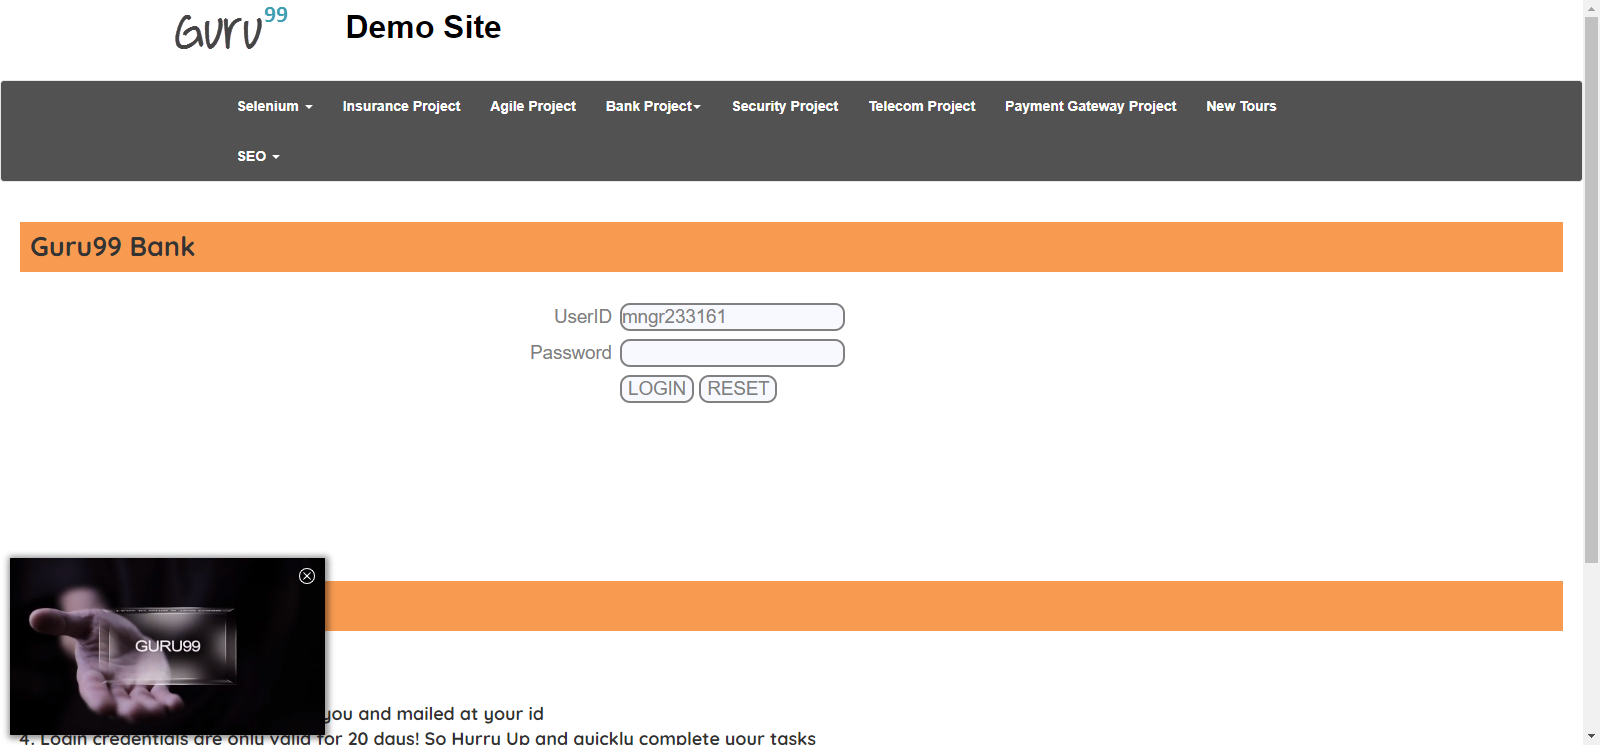 Guru99
Demo Site
Selenium Insurance Project Agile Project Bank Project Security Project Telecom Project Payment Gateway Project New Tours
SEO
Guru99 Bank
UserID mngr233161
Password
LOGIN RESET
GURU99
you and mailed at your id
4. Login credentials are only valid for 20 days! So Hurry Up and quickly complete your tasks